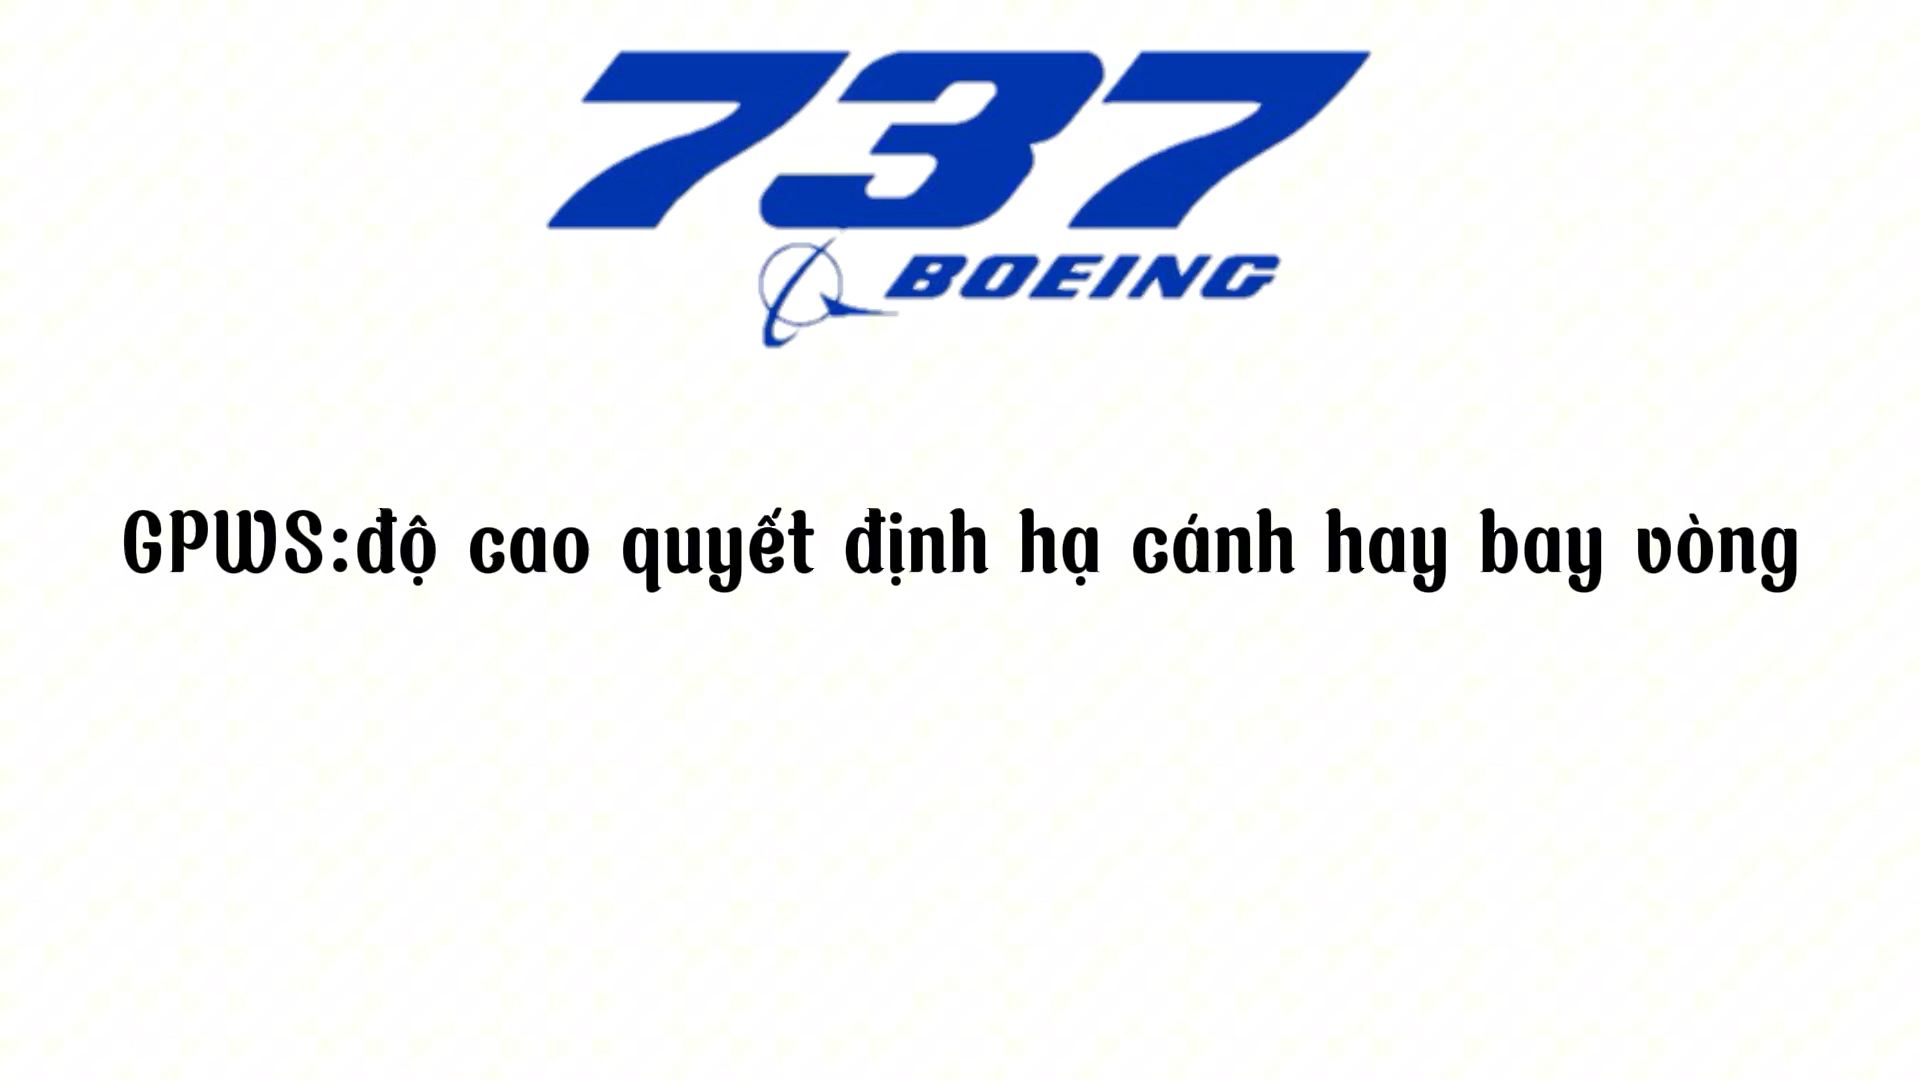 737
BOEING
GPWS:độ cao quyết định hạ cánh hay bay vòng